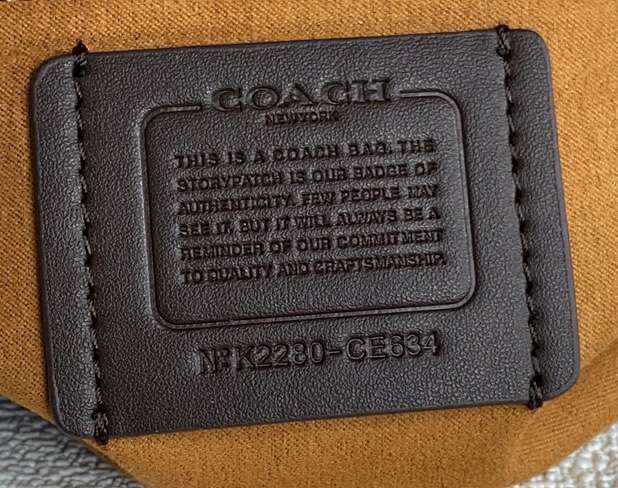 COACH
NEW YORK
THIS IS A COACH BAG. THE
STORYPATCH IS OUR BADGE OF
AUTHENTICITY. FEW PEOPLE MAY
SEE IT, BUT IT WILL ALWAYS BE A
REMINDER OF OUR COMMITMENT
TO QUALITY AND CRAFTSMANSHIP.
Nº K2280-CE634